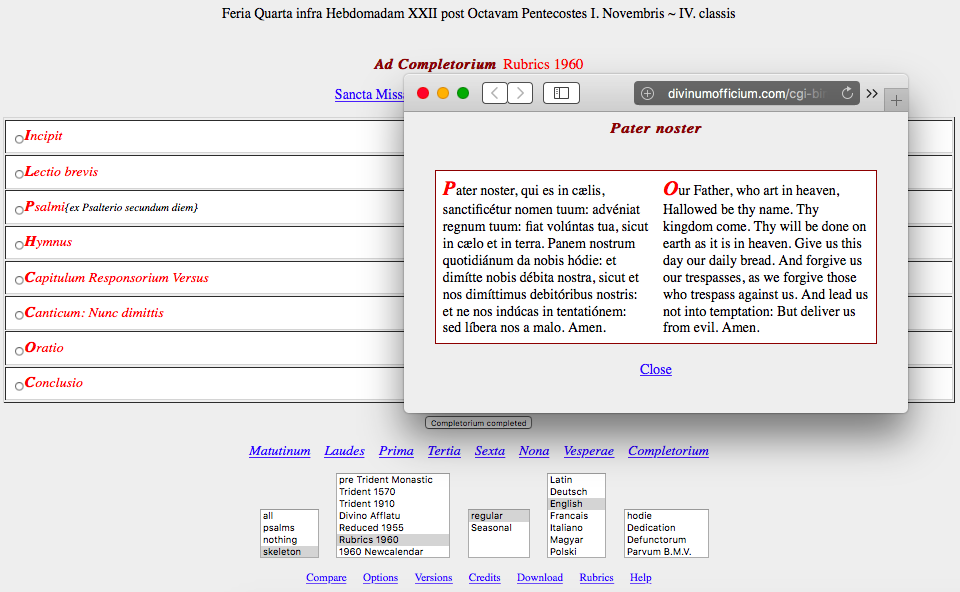 Feria Quarta infra Hebdomadam XXII post Octavam Pentecostes I. Novembris ~ IV. classis
Ad Completorium Rubrics 1960
Sancta Miss
Incipit
Lectio brevis
Psalmi{ex Psalterio secundum diem}
Hymnus
Capitulum Responsorium Versus
Canticum: Nunc dimittis
Oratio
Conclusio
divinumofficium.com/cgi-bi
Pater noster
Pater noster, qui es in cælis,
sanctificétur nomen tuum: advéniat
regnum tuum: fiat volúntas tua, sicut
in cælo et in terra. Panem nostrum
quotidiánum da nobis hódie: et
dimítte nobis débita nostra, sicut et
nos dimíttimus debitóribus nostris:
et ne nos indúcas in tentatiónem:
sed líbera nos a malo. Amen.
Our Father, who art in heaven,
Hallowed be thy name. Thy
kingdom come. Thy will be done on
earth as it is in heaven. Give us this
day our daily bread. And forgive us
our trespasses, as we forgive those
who trespass against us. And lead us
not into temptation: But deliver us
from evil. Amen.
Close
Completorium completed
Matutinum Laudes Prima Tertia Sexta Nona Vesperae Completorium
all
psalms
nothing
skeleton
pre Trident Monastic
Trident 1570
Trident 1910
Divino Afflatu
Reduced 1955
Rubrics 1960
1960 Newcalendar
regular
Seasonal
Latin
Deutsch
English
Francais
Italiano
Magyar
Polski
hodie
Dedication
Defunctorum
Parvum B.M.V.
Compare Options Versions Credits Download Rubrics Help